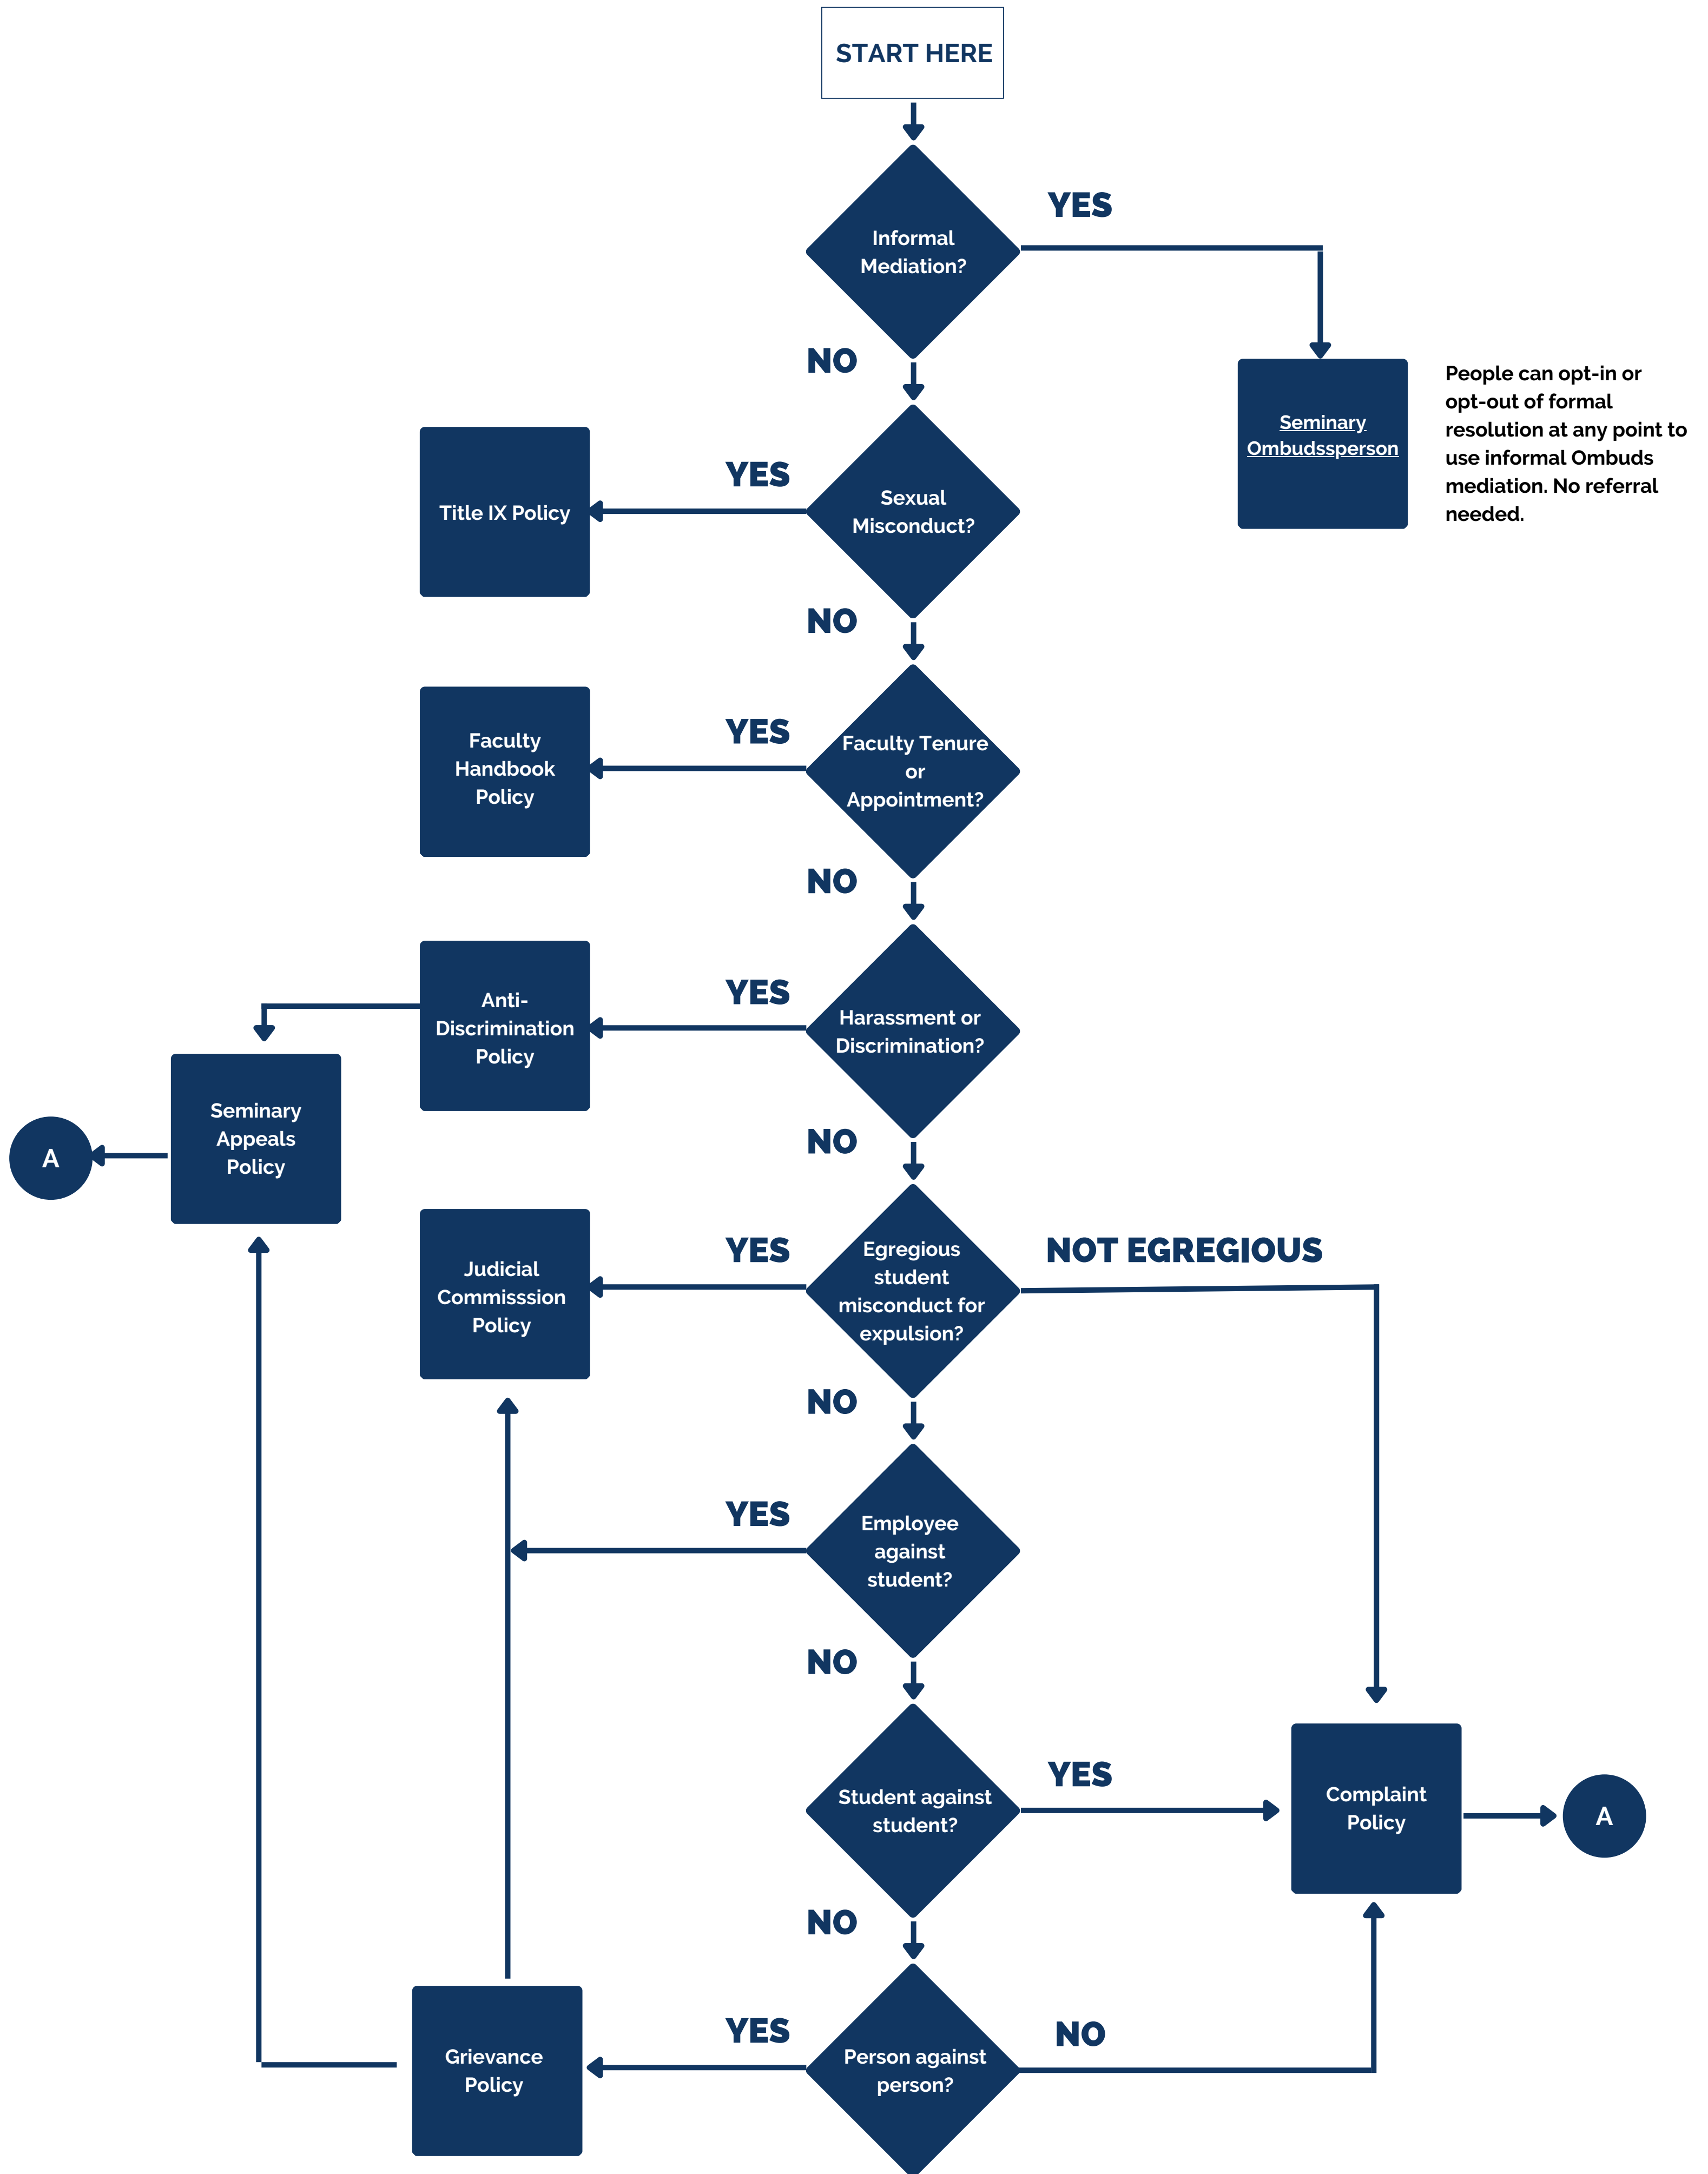 START HERE
Informal
Mediation?
YES
NO
Seminary
Ombudssperson
People can opt-in or
opt-out of formal
resolution at any point to
use informal Ombuds
mediation. No referral
needed.
Sexual
Misconduct?
YES
Title IX Policy
NO
Faculty Tenure
or
Appointment?
YES
Faculty
Handbook
Policy
NO
Harassment or
Discrimination?
YES
Anti-
Discrimination
Policy
Seminary
Appeals
Policy
A
NO
Egregious
student
misconduct for
expulsion?
YES
NOT EGREGIOUS
Judicial
Commisssion
Policy
NO
Employee
against
student?
YES
NO
Student against
student?
YES
Complaint
Policy
A
NO
Person against
person?
YES
NO
Grievance
Policy